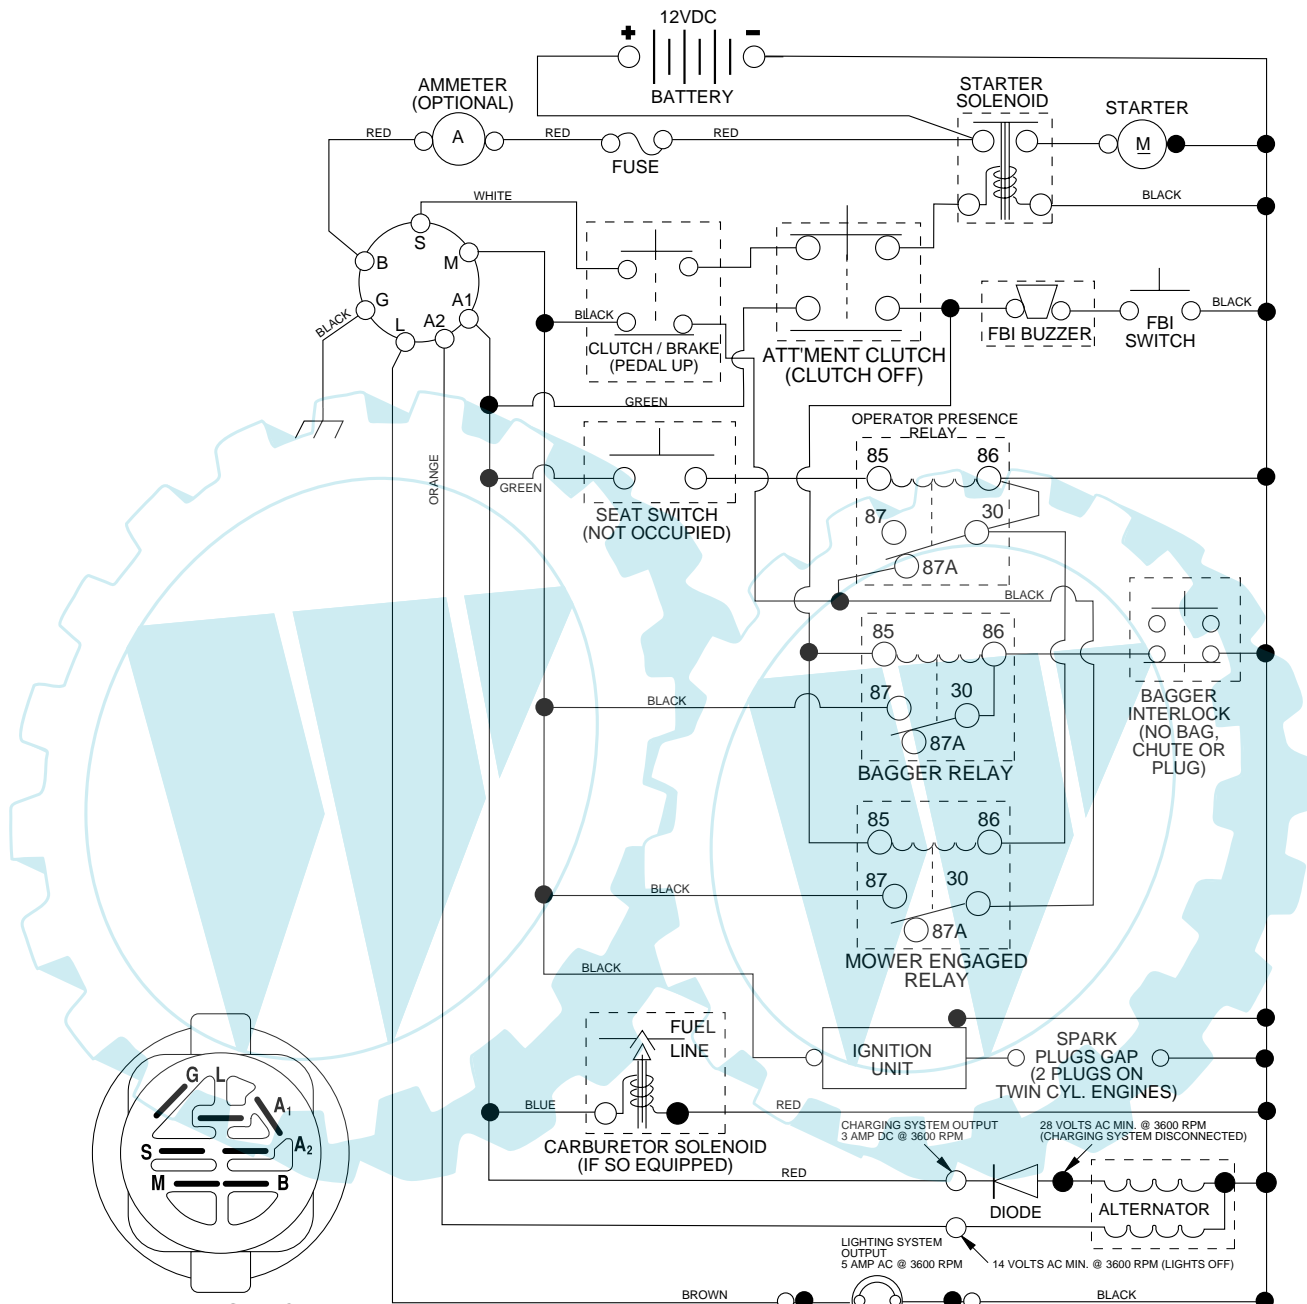 12VDC
+ −
BATTERY
AMMETER
(OPTIONAL)
STARTER
SOLENOID
STARTER
RED
A
RED
FUSE
RED
M
WHITE
BLACK
S
B
M
G
A1
L
A2
BLACK
BLACK
CLUTCH / BRAKE
(PEDAL UP)
ATT'MENT CLUTCH
(CLUTCH OFF)
FBI BUZZER
FBI
SWITCH
BLACK
GREEN
OPERATOR PRESENCE
RELAY
ORANGE
GREEN
SEAT SWITCH
(NOT OCCUPIED)
85
86
87
30
87A
BLACK
85
86
BLACK
87
30
87A
BAGGER RELAY
BAGGER
INTERLOCK
(NO BAG,
CHUTE OR
PLUG)
85
86
BLACK
87
30
87A
MOWER ENGAGED
RELAY
BLACK
FUEL
LINE
IGNITION
UNIT
SPARK
PLUGS GAP
(2 PLUGS ON
TWIN CYL. ENGINES)
BLUE
RED
CARBURETOR SOLENOID
(IF SO EQUIPPED)
CHARGING SYSTEM OUTPUT
3 AMP DC @ 3600 RPM
28 VOLTS AC MIN. @ 3600 RPM
(CHARGING SYSTEM DISCONNECTED)
RED
DIODE
ALTERNATOR
LIGHTING SYSTEM
OUTPUT
5 AMP AC @ 3600 RPM
14 VOLTS AC MIN. @ 3600 RPM (LIGHTS OFF)
BROWN
BLACK
G L
A1
S
A2
M
B